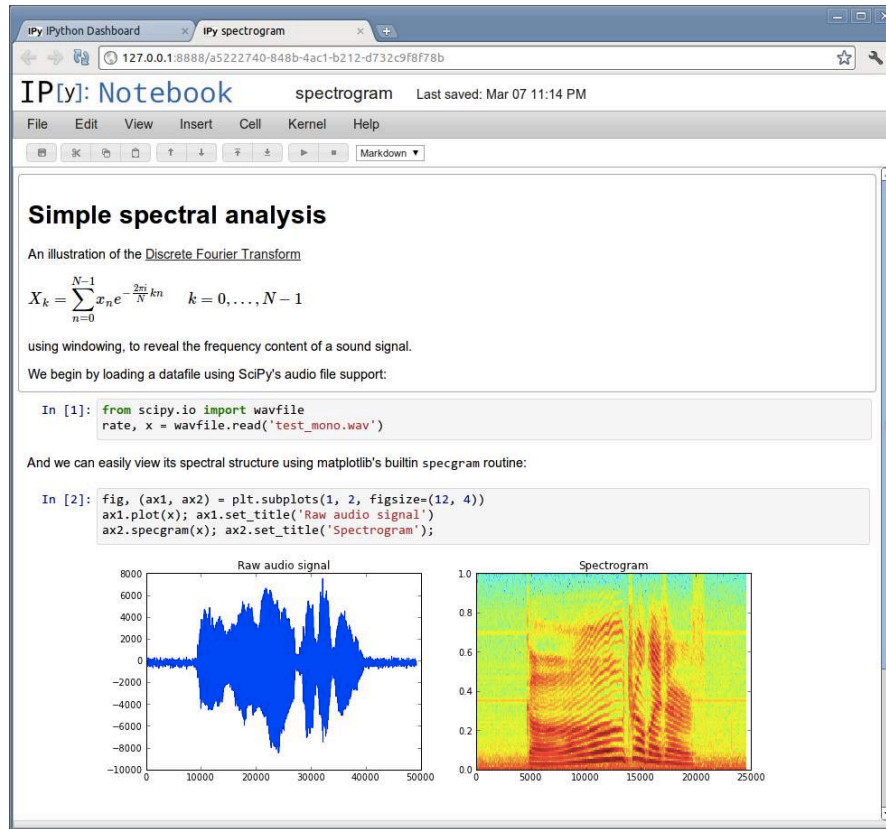 IPy IPython Dashboard
IPy spectrogram
127.0.0.1:8888/a5222740-848b-4ac1-b212-d732c9f8f78b
IP[y]: Notebook spectrogram Last saved: Mar 07 11:14 PM
File Edit View Insert Cell Kernel Help
Markdown
Simple spectral analysis
An illustration of the Discrete Fourier Transform
X_k = \sum_{n=0}^{N-1} x_n e^{-\frac{2\pi i}{N} kn} k = 0, \ldots, N - 1
using windowing, to reveal the frequency content of a sound signal.
We begin by loading a datafile using SciPy's audio file support:
In [1]: from scipy.io import wavfile
rate, x = wavfile.read('test_mono.wav')
And we can easily view its spectral structure using matplotlib's builtin specgram routine:
In [2]: fig, (ax1, ax2) = plt.subplots(1, 2, figsize=(12, 4))
ax1.plot(x); ax1.set_title('Raw audio signal')
ax2.specgram(x); ax2.set_title('Spectrogram');
Raw audio signal
8000
6000
4000
2000
0
−2000
−4000
−6000
−8000
−10000
0 10000 20000 30000 40000 50000
Spectrogram
1.0
0.8
0.6
0.4
0.2
0.0
0 5000 10000 15000 20000 25000